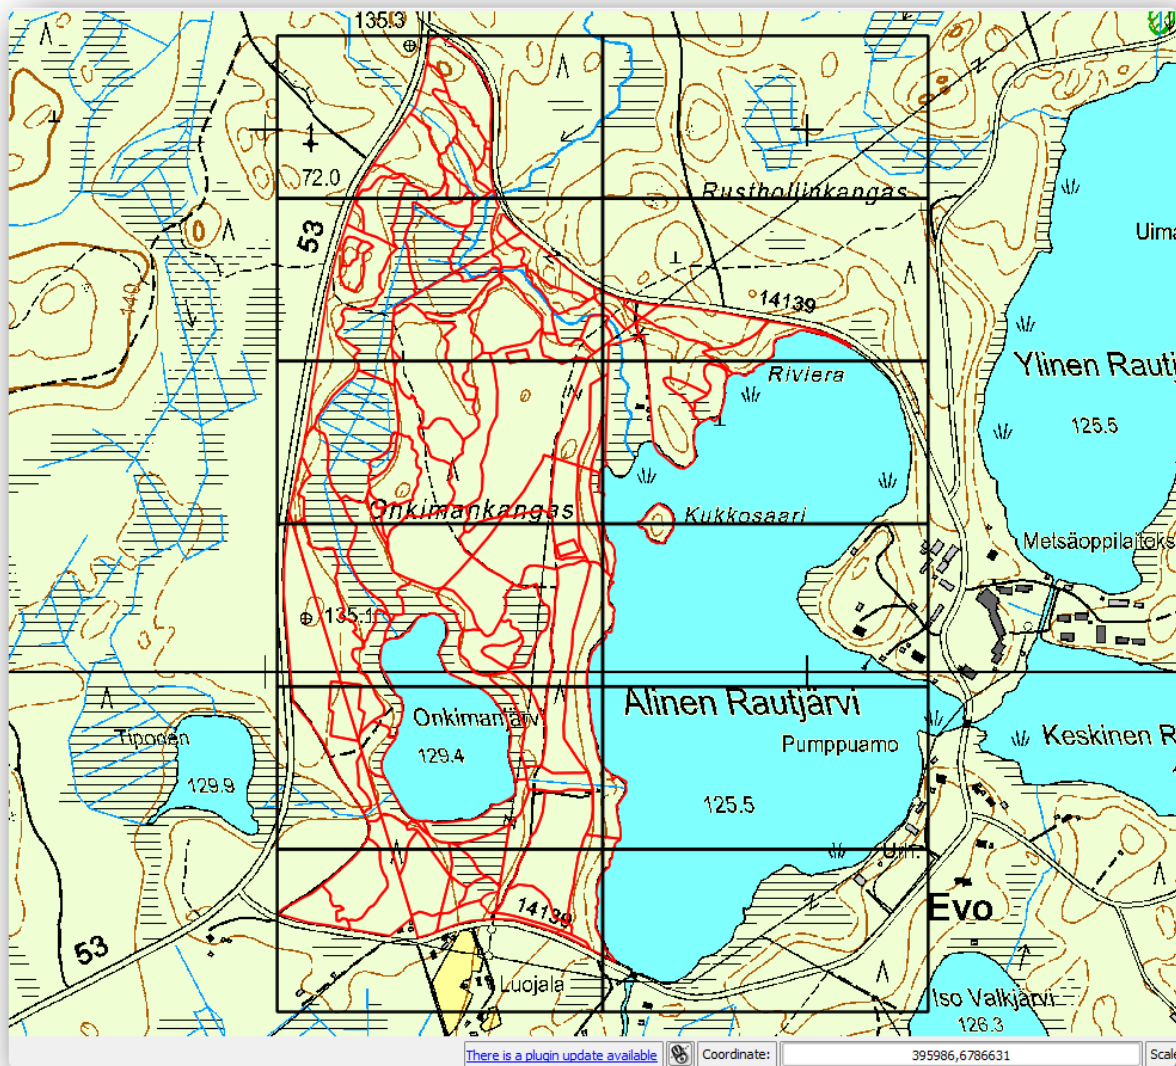 135.3
72.0
Rusthollinkangas
53
14139
Ylinen Rautj
Uima
125.5
Riviera
Onkimankangas
Kukkosaari
Metsäoppilaitoks
135.1
Alinen Rautjärvi
Onkimanjärvi
Tiponen
Pumppuamo
Keskinen R
129.4
129.9
125.5
Urh.
14139
Evo
53
Luojala
Iso Valkjärvi
126.3
There is a plugin update available Coordinate: 395986,6786631 Scale